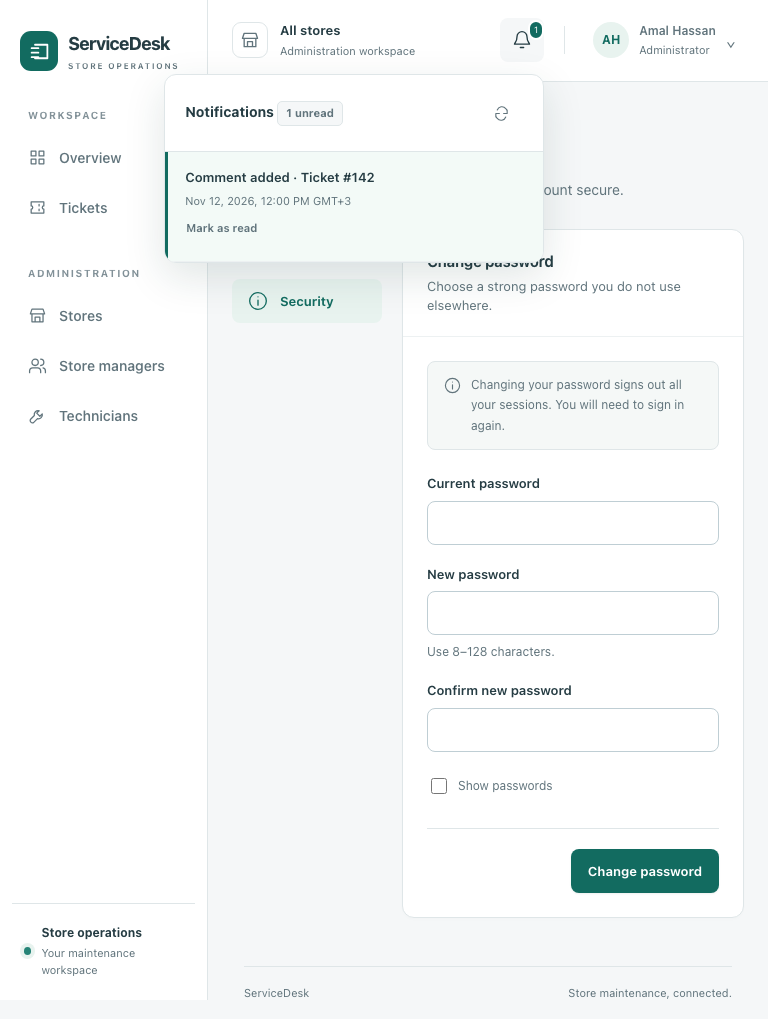 ServiceDesk
STORE OPERATIONS
WORKSPACE
Overview
Tickets
ADMINISTRATION
Stores
Store managers
Technicians
Store operations
Your maintenance
workspace
All stores
Administration workspace
1
AH
Amal Hassan
Administrator
Notifications 1 unread
Comment added · Ticket #142
Nov 12, 2026, 12:00 PM GMT+3
Mark as read
ount secure.
Security
Change password
Choose a strong password you do not use
elsewhere.
Changing your password signs out all
your sessions. You will need to sign in
again.
Current password
New password
Use 8–128 characters.
Confirm new password
Show passwords
Change password
ServiceDesk
Store maintenance, connected.